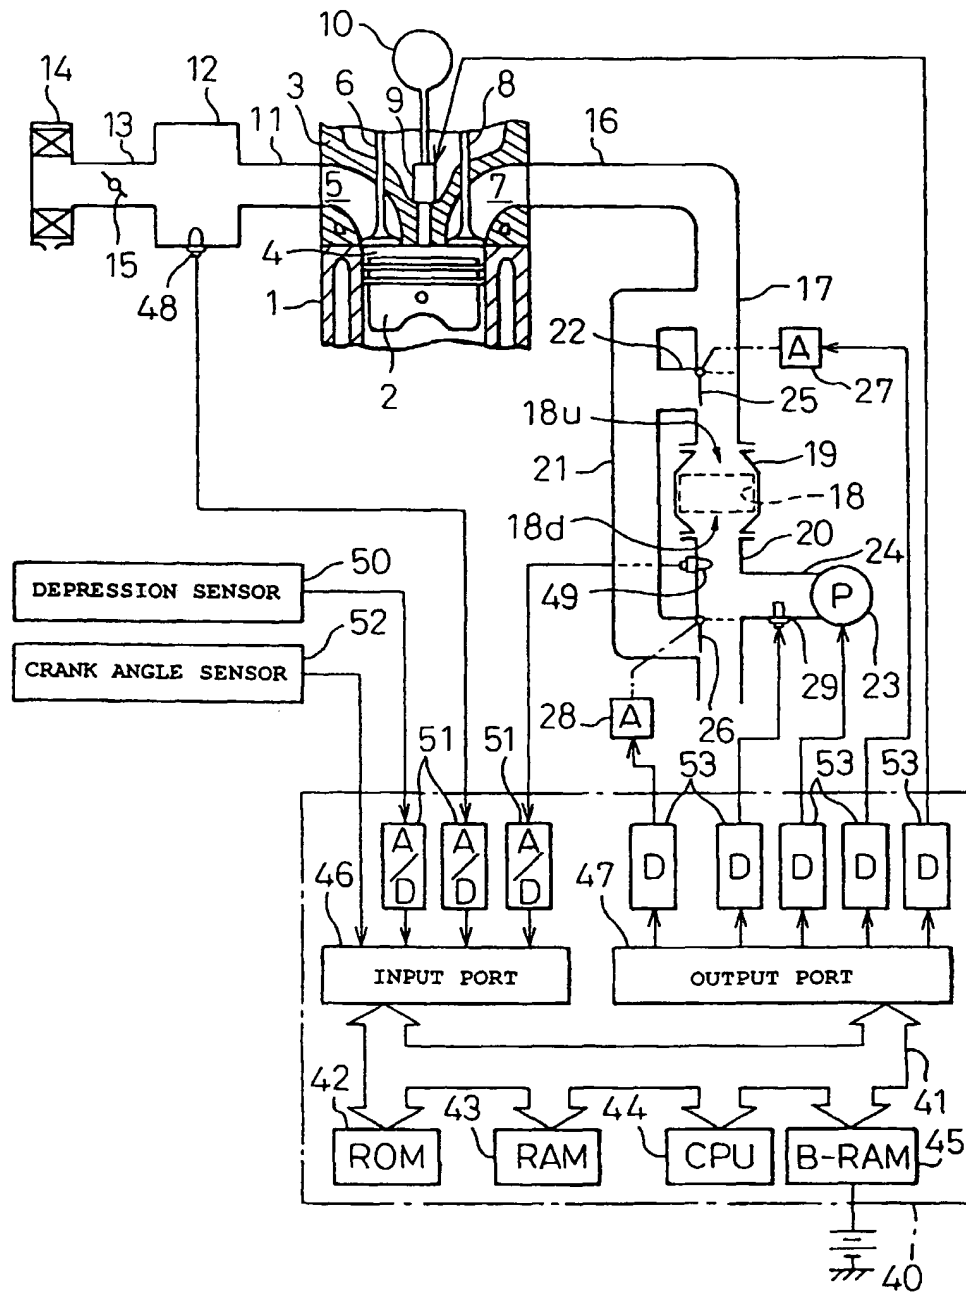 10
14
12
3
6
9
8
13
11
16
5
7
15
48
4
1
2
17
22
A
25
27
18u
19
21
18
18d
20
24
50
DEPRESSION SENSOR
49
P
52
CRANK ANGLE SENSOR
29
23
28
A
26
51
51
53
53
53
A/D
A/D
A/D
D
D
D
D
D
46
47
INPUT PORT
OUTPUT PORT
42
43
44
41
45
ROM
RAM
CPU
B-RAM
40